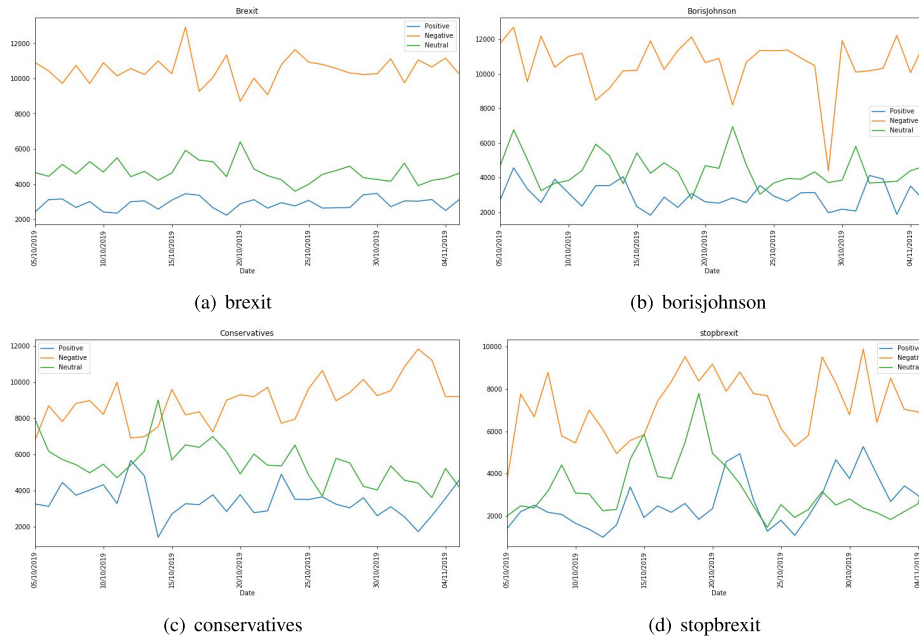 Brexit
Positive
Negative
Neutral
12000
10000
8000
6000
4000
2000
05/10/2019
10/10/2019
15/10/2019
20/10/2019
25/10/2019
30/10/2019
04/11/2019
Date
(a) brexit
BorisJohnson
Positive
Negative
Neutral
12000
10000
8000
6000
4000
2000
05/10/2019
10/10/2019
15/10/2019
20/10/2019
25/10/2019
30/10/2019
04/11/2019
Date
(b) borisjohnson
Conservatives
Positive
Negative
Neutral
12000
10000
8000
6000
4000
2000
05/10/2019
10/10/2019
15/10/2019
20/10/2019
25/10/2019
30/10/2019
04/11/2019
Date
(c) conservatives
stopbrexit
Positive
Negative
Neutral
10000
8000
6000
4000
2000
05/10/2019
10/10/2019
15/10/2019
20/10/2019
25/10/2019
30/10/2019
04/11/2019
Date
(d) stopbrexit